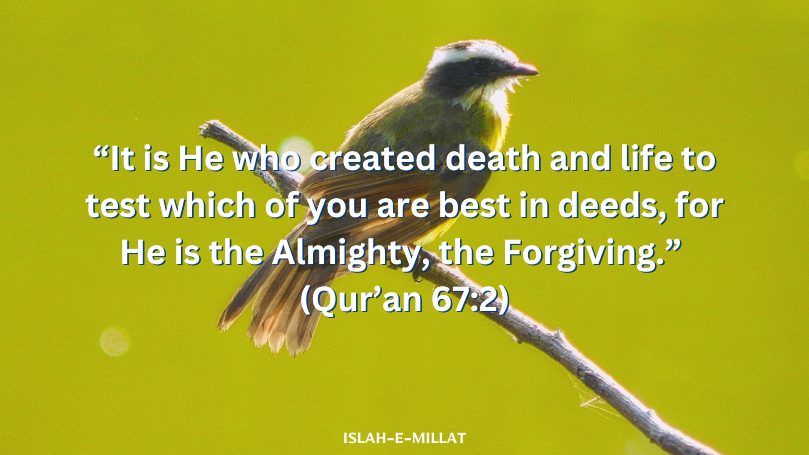 “It is He who created death and life to
test which of you are best in deeds, for
He is the Almighty, the Forgiving.”
(Qur’an 67:2)
ISLAH-E-MILLAT